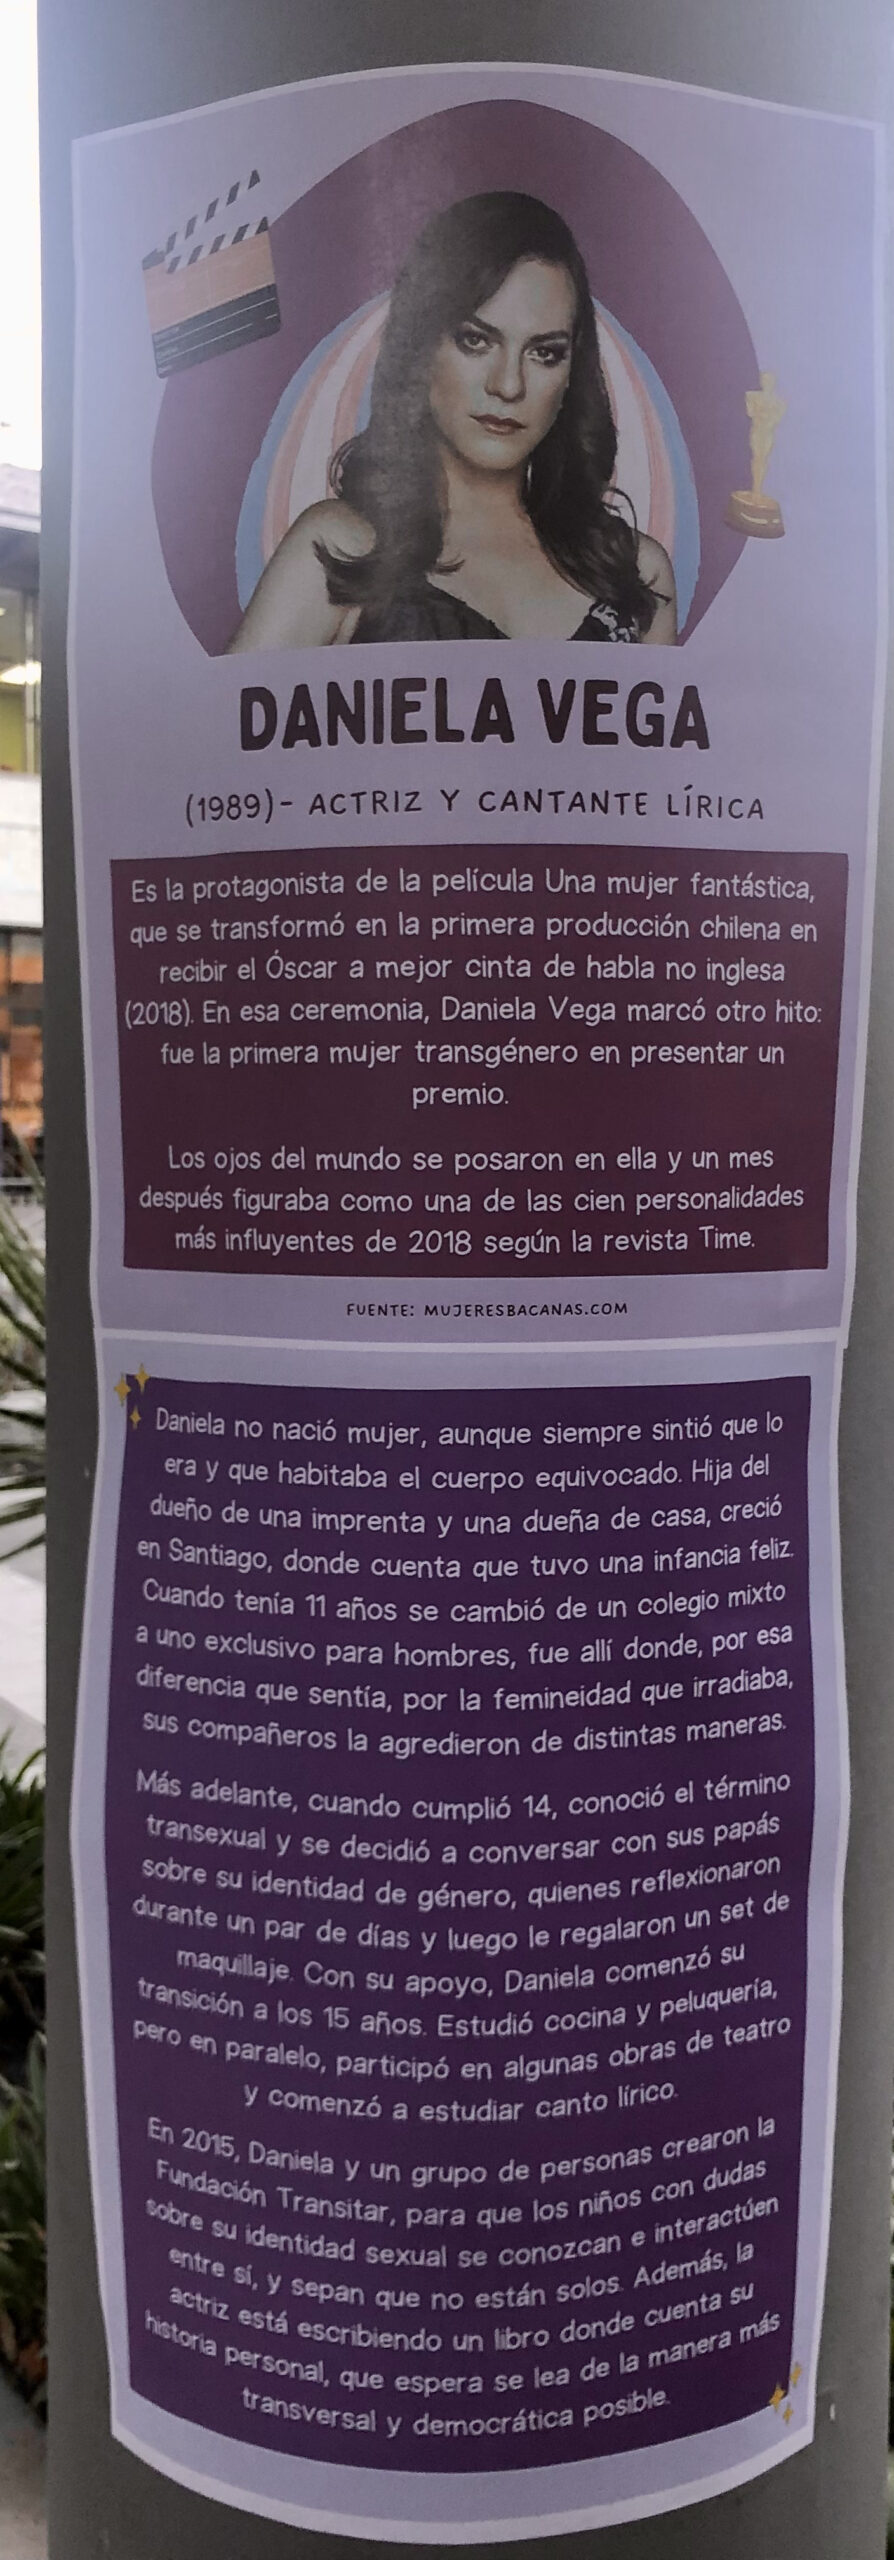 DANIELA VEGA
(1989)- ACTRIZ Y CANTANTE LÍRICA
Es la protagonista de la película Una mujer fantástica,
que se transformó en la primera producción chilena en
recibir el Óscar a mejor cinta de habla no inglesa
(2018). En esa ceremonia, Daniela Vega marcó otro hito:
fue la primera mujer transgénero en presentar un
premio.
Los ojos del mundo se posaron en ella y un mes
después figuraba como una de las cien personalidades
más influyentes de 2018 según la revista Time.
FUENTE: MUJERESBACANAS.COM
Daniela no nació mujer, aunque siempre sintió que lo
era y que habitaba el cuerpo equivocado. Hija del
dueño de una imprenta y una dueña de casa, creció
en Santiago, donde cuenta que tuvo una infancia feliz.
Cuando tenía 11 años se cambió de un colegio mixto
a uno exclusivo para hombres, fue allí donde, por esa
diferencia que sentía, por la femineidad que irradiaba,
sus compañeros la agredieron de distintas maneras.
Más adelante, cuando cumplió 14, conoció el término
transexual y se decidió a conversar con sus papás
sobre su identidad de género, quienes reflexionaron
durante un par de días y luego le regalaron un set de
maquillaje. Con su apoyo, Daniela comenzó su
transición a los 15 años. Estudió cocina y peluquería,
pero en paralelo, participó en algunas obras de teatro
y comenzó a estudiar canto lírico.
En 2015, Daniela y un grupo de personas crearon la
Fundación Transitar, para que los niños con dudas
sobre su identidad sexual se conozcan e interactúen
entre sí, y sepan que no están solos. Además, la
actriz está escribiendo un libro donde cuenta su
historia personal, que espera se lea de la manera más
transversal y democrática posible.